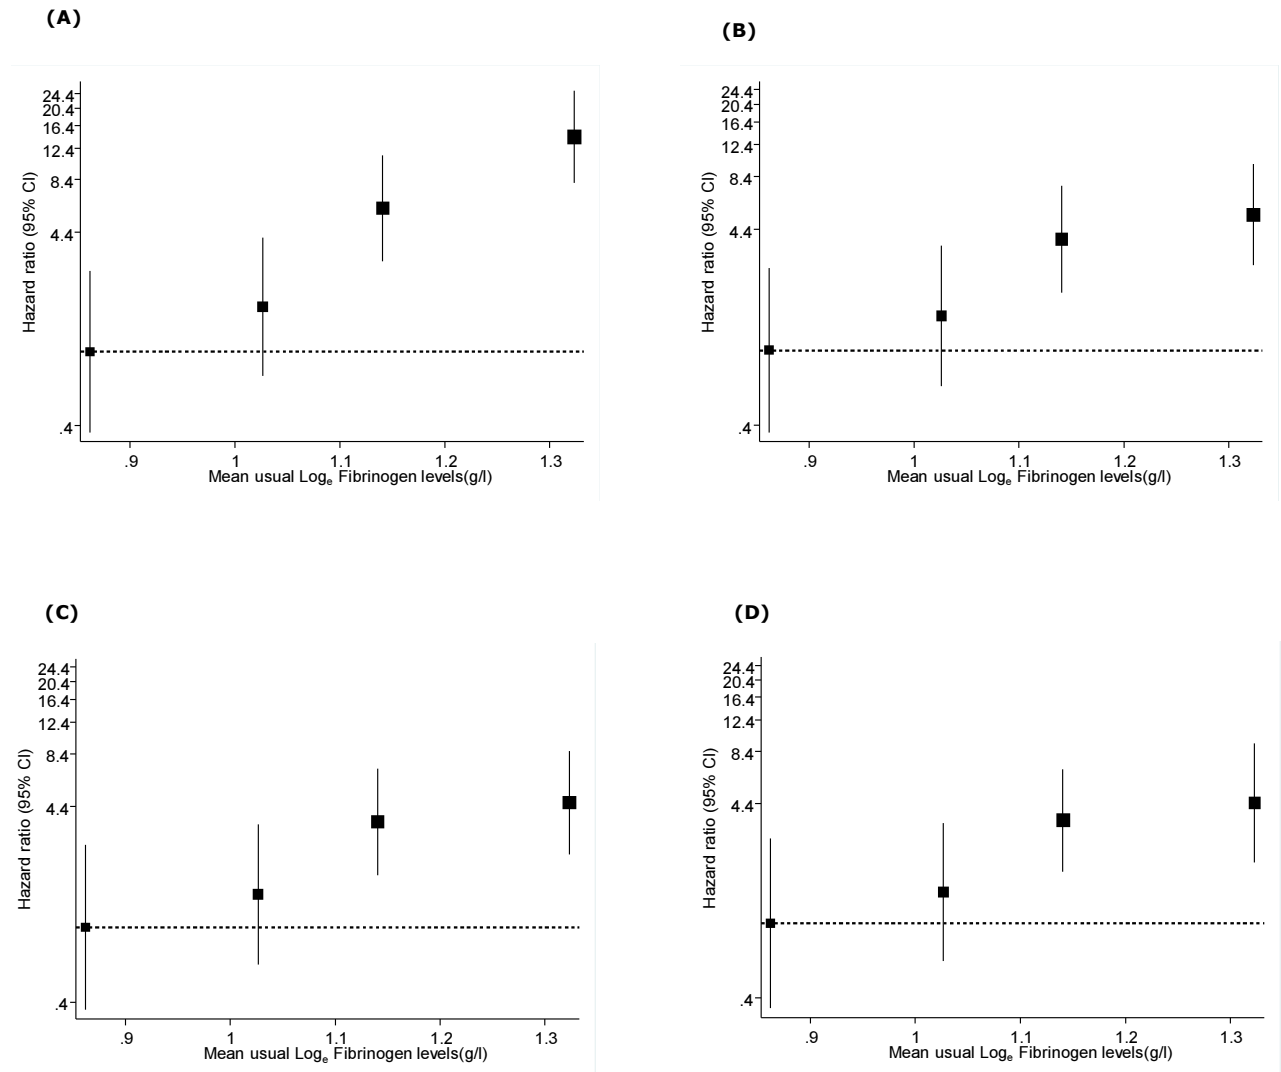 (A)
24.4
20.4
16.4
12.4
8.4
4.4
.4
Hazard ratio (95% CI)
.9 1 1.1 1.2 1.3
Mean usual Logₑ Fibrinogen levels(g/l)
(B)
24.4
20.4
16.4
12.4
8.4
4.4
.4
Hazard ratio (95% CI)
.9 1 1.1 1.2 1.3
Mean usual Logₑ Fibrinogen levels(g/l)
(C)
24.4
20.4
16.4
12.4
8.4
4.4
.4
Hazard ratio (95% CI)
.9 1 1.1 1.2 1.3
Mean usual Logₑ Fibrinogen levels(g/l)
(D)
24.4
20.4
16.4
12.4
8.4
4.4
.4
Hazard ratio (95% CI)
.9 1 1.1 1.2 1.3
Mean usual Logₑ Fibrinogen levels(g/l)